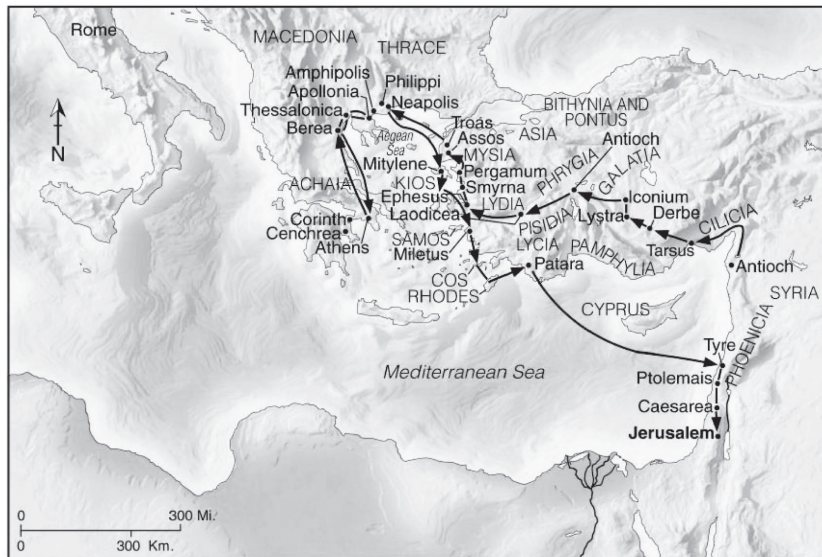 Rome
MACEDONIA
THRACE
Amphipolis
Apollonia
Philippi
Neapolis
Thessalonica
Berea
Aegean
Sea
Troas
Assos
ASIA
BITHYNIA AND
PONTUS
Antioch
N
MYSIA
Mitylene
Pergamum
PHRYGIA
GALATIA
ACHAIA
KIOS
Smyrna
Ephesus
LYDIA
Laodicea
PISIDIA
Iconium
Lystra
Derbe
CILICIA
Corinth
Cenchrea
Athens
SAMOS
Miletus
LYCIA
PAMPHYLIA
Tarsus
Patara
Antioch
COS
RHODES
SYRIA
CYPRUS
Mediterranean Sea
Tyre
PHOENICIA
Ptolemais
Caesarea
Jerusalem
0 300 Mi.
0 300 Km.